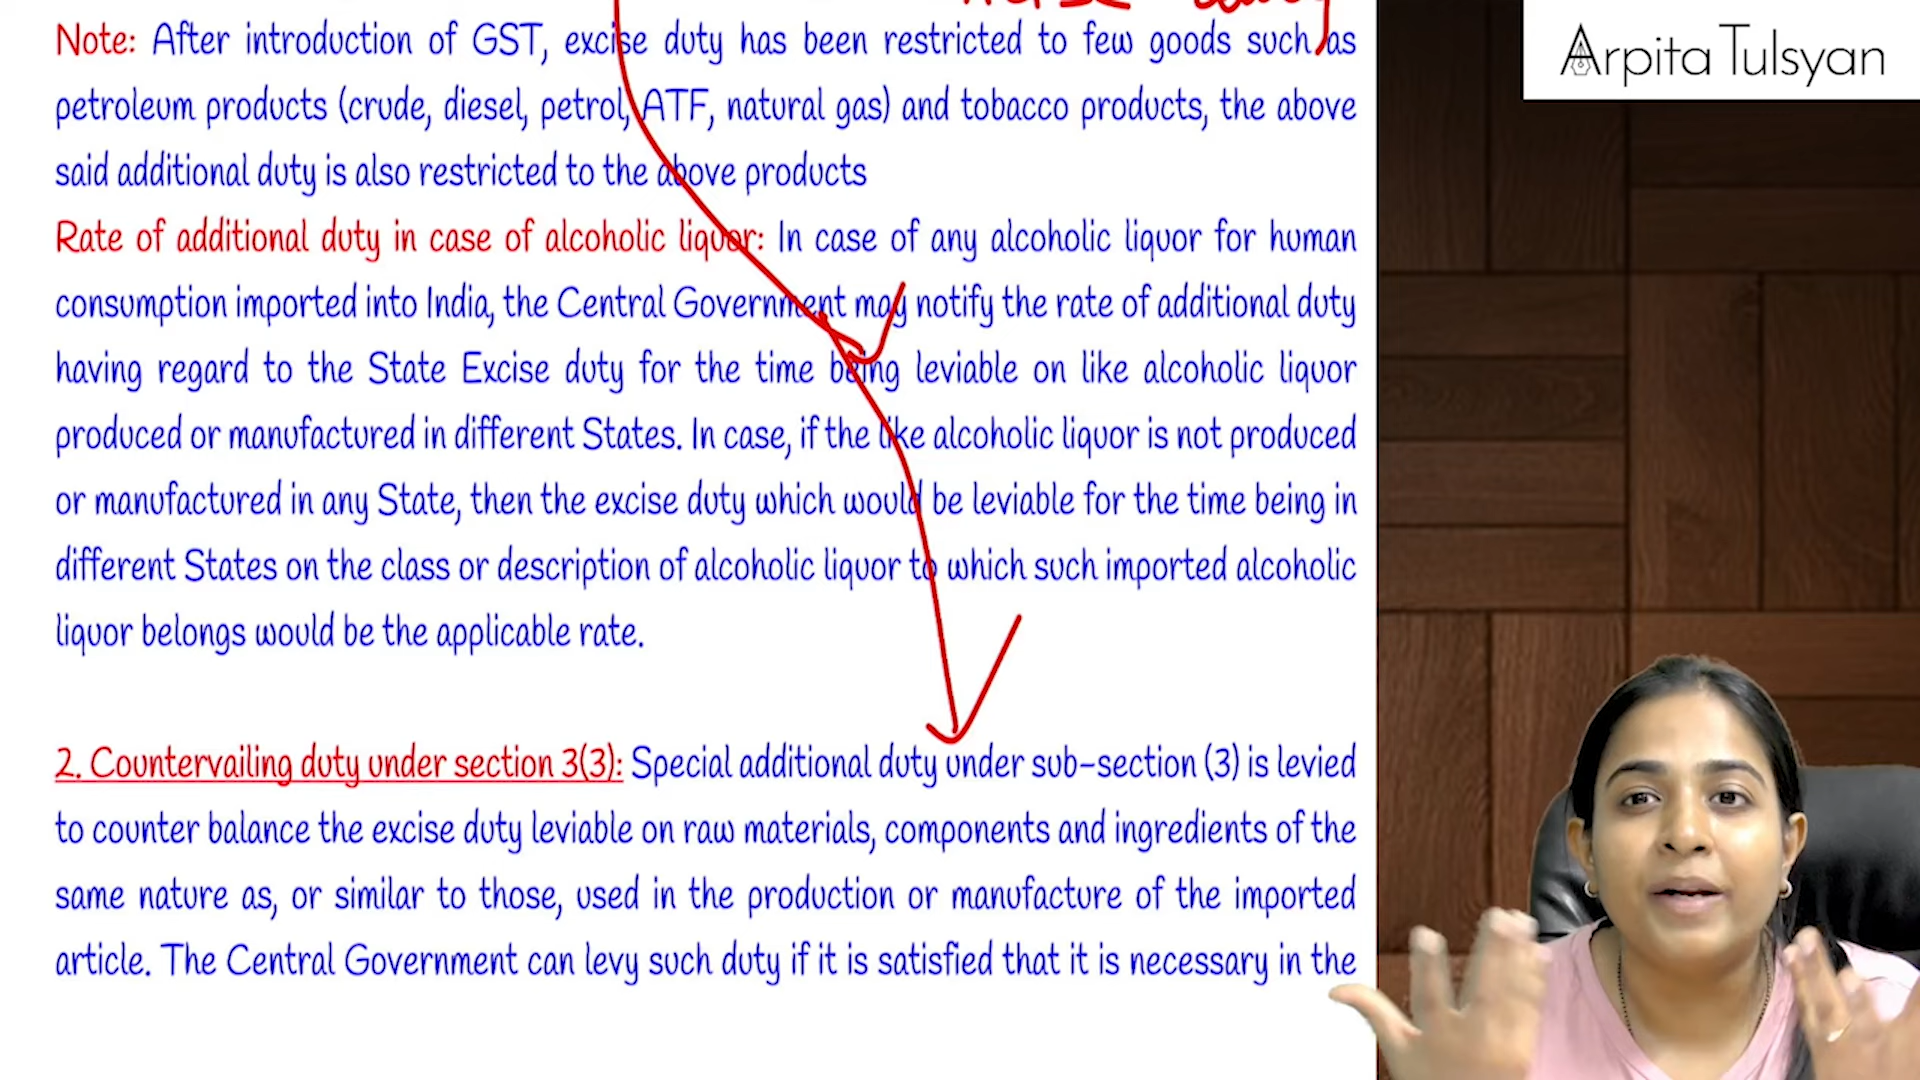 Arpita Tulsyan
Note: After introduction of GST, excise duty has been restricted to few goods such as
petroleum products (crude, diesel, petrol, ATF, natural gas) and tobacco products, the above
said additional duty is also restricted to the above products
Rate of additional duty in case of alcoholic liquor: In case of any alcoholic liquor for human
consumption imported into India, the Central Government may notify the rate of additional duty
having regard to the State Excise duty for the time being leviable on like alcoholic liquor
produced or manufactured in different States. In case, if the like alcoholic liquor is not produced
or manufactured in any State, then the excise duty which would be leviable for the time being in
different States on the class or description of alcoholic liquor to which such imported alcoholic
liquor belongs would be the applicable rate.
2. Countervailing duty under section 3(3): Special additional duty under sub-section (3) is levied
to counter balance the excise duty leviable on raw materials, components and ingredients of the
same nature as, or similar to those, used in the production or manufacture of the imported
article. The Central Government can levy such duty if it is satisfied that it is necessary in the